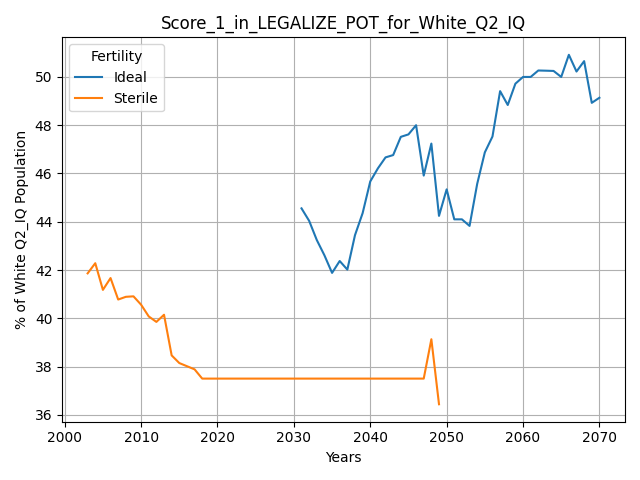 Score_1_in_LEGALIZE_POT_for_White_Q2_IQ
Fertility
Ideal
Sterile
% of White Q2_IQ Population
50
48
46
44
42
40
38
36
2000 2010 2020 2030 2040 2050 2060 2070
Years